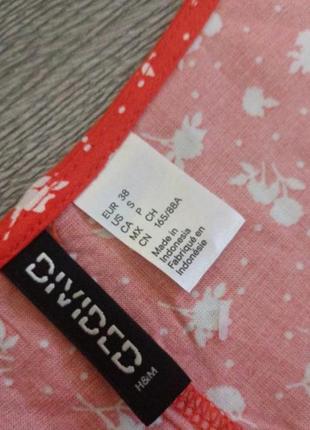 EUR 38
US S
CA P
MX CH
CN 165/88A
Made in
Indonesia
Fabriqué en
Indonésie
DIVIDED
H&M